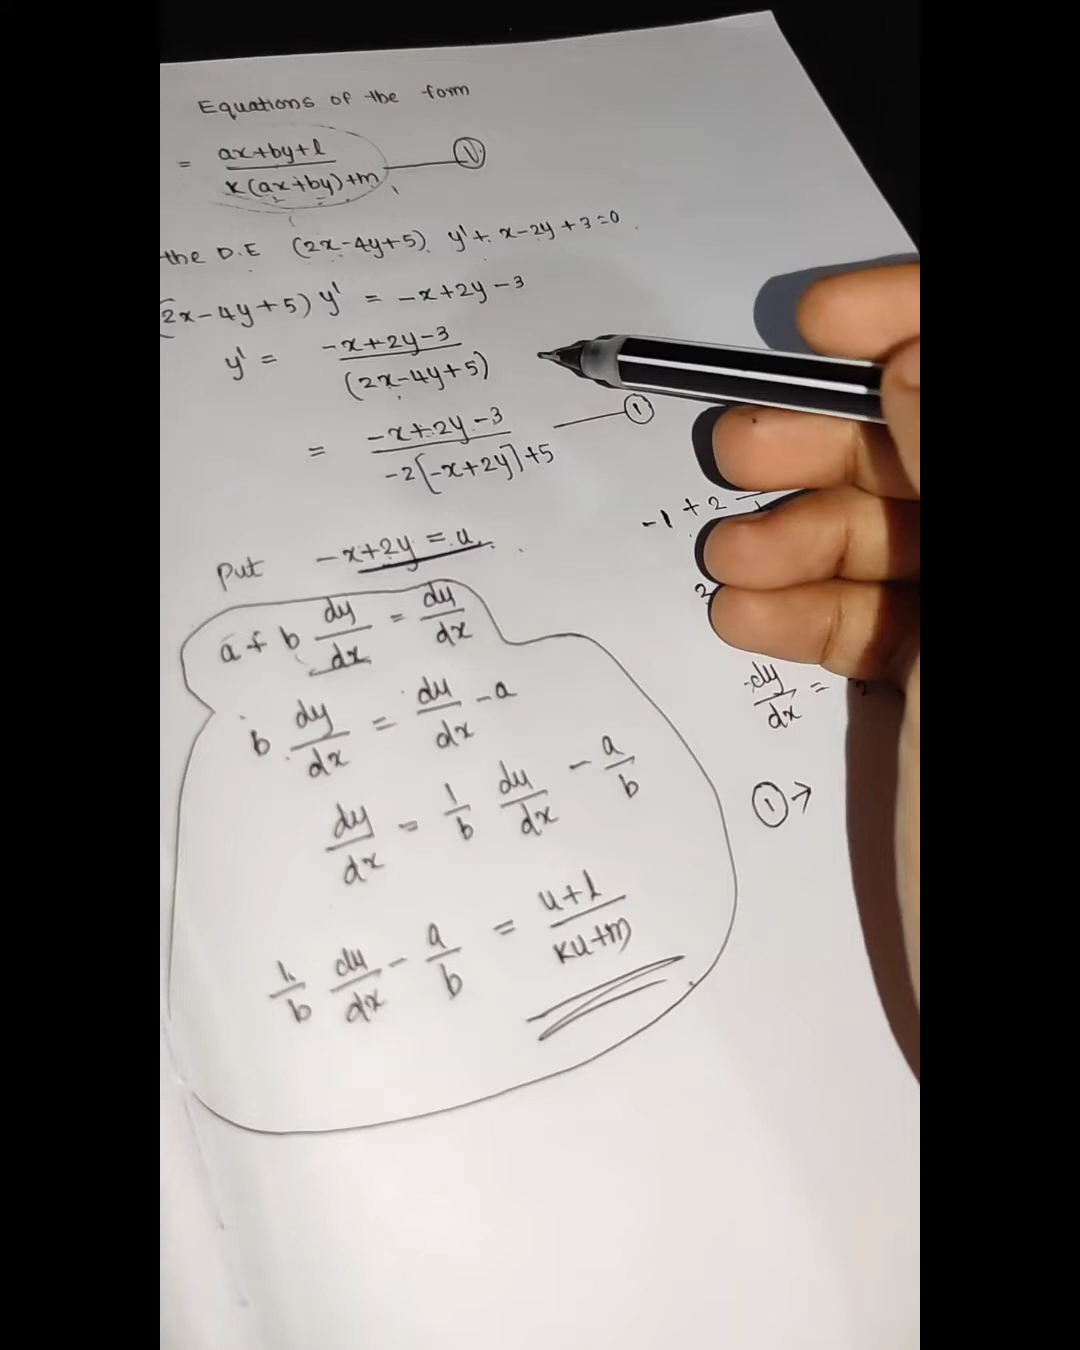 Equations of the form
= ax+by+l / k(ax+by)+m ①
the D.E (2x-4y+5) y' + x-2y+3=0
(2x-4y+5) y' = -x+2y-3
y' = -x+2y-3 / (2x-4y+5)
= -x+2y-3 / -2[-x+2y]+5 ①
put -x+2y = u
a + b dy/dx = du/dx
b dy/dx = du/dx - a
dy/dx = 1/b du/dx - a/b
1/b du/dx - a/b = u+l / ku+m
-1 + 2
2
dy/dx =
① →